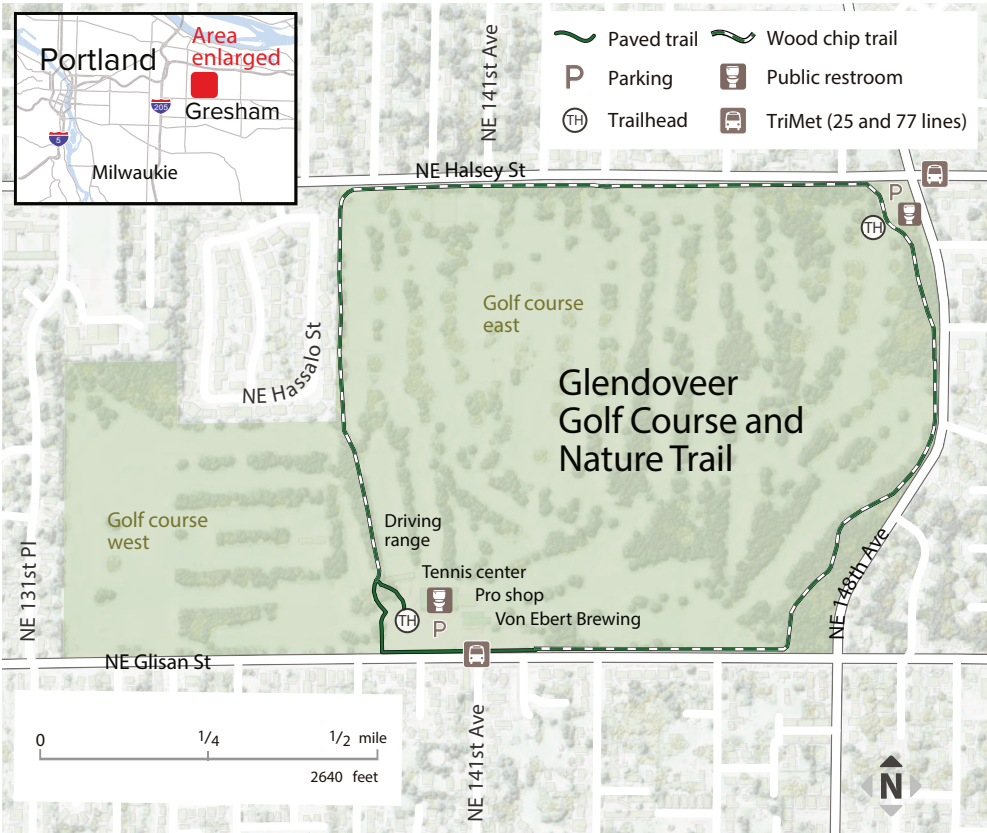 Portland
Area
enlarged
205
Gresham
5
Milwaukie
NE 141st Ave
Paved trail
Wood chip trail
P
Parking
Public restroom
TH
Trailhead
TriMet (25 and 77 lines)
NE Halsey St
P
TH
Golf course
east
NE Hassalo St
Glendoveer
Golf Course and
Nature Trail
Golf course
west
Driving
range
NE 131st Pl
Tennis center
Pro shop
TH
P
Von Ebert Brewing
NE 148th Ave
NE Glisan St
0
1/4
1/2 mile
2640 feet
NE 141st Ave
N